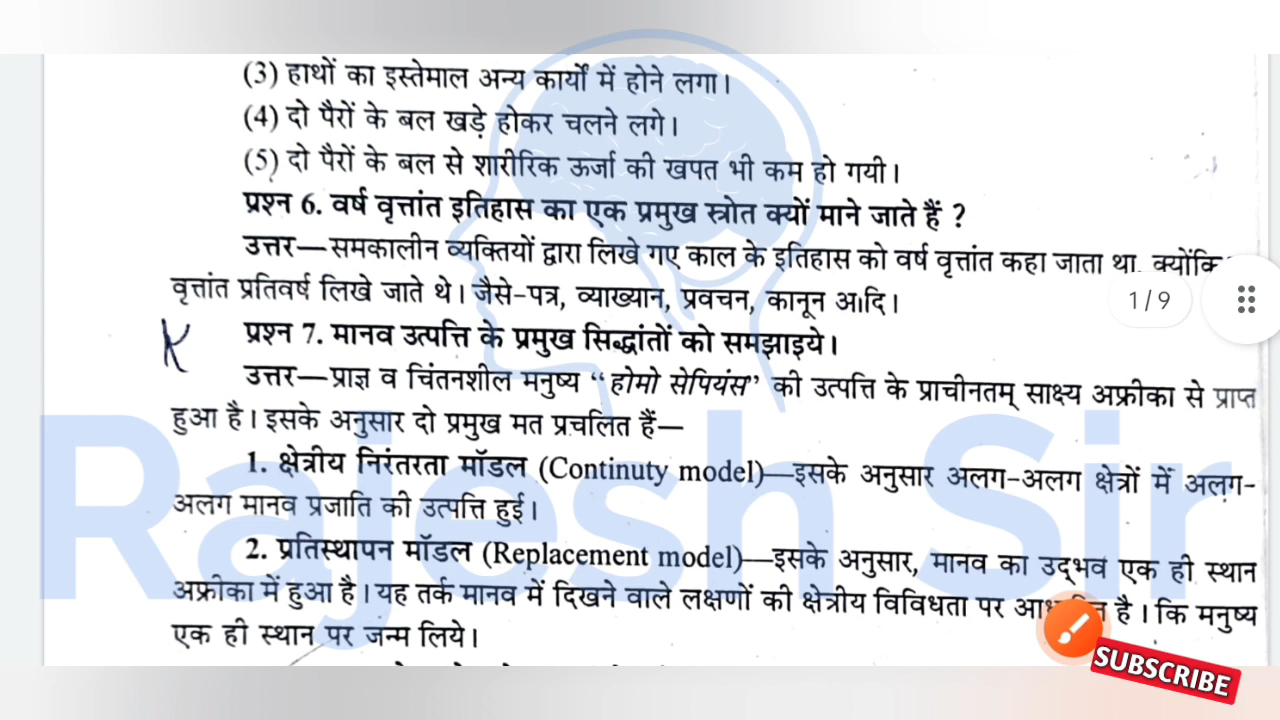 (3) हाथों का इस्तेमाल अन्य कार्यों में होने लगा।
(4) दो पैरों के बल खड़े होकर चलने लगे।
(5) दो पैरों के बल से शारीरिक ऊर्जा की खपत भी कम हो गयी।
प्रश्न 6. वर्ष वृत्तांत इतिहास का एक प्रमुख स्त्रोत क्यों माने जाते हैं ?
उत्तर—समकालीन व्यक्तियों द्वारा लिखे गए काल के इतिहास को वर्ष वृत्तांत कहा जाता था, क्योंकि
वृत्तांत प्रतिवर्ष लिखे जाते थे। जैसे-पत्र, व्याख्यान, प्रवचन, कानून आदि।
1 / 9
K
प्रश्न 7. मानव उत्पत्ति के प्रमुख सिद्धांतों को समझाइये।
उत्तर—प्राज्ञ व चिंतनशील मनुष्य “होमो सेपियंस” की उत्पत्ति के प्राचीनतम् साक्ष्य अफ्रीका से प्राप्त
हुआ है। इसके अनुसार दो प्रमुख मत प्रचलित हैं—
1. क्षेत्रीय निरंतरता मॉडल (Continuty model)—इसके अनुसार अलग-अलग क्षेत्रों में अलग-
अलग मानव प्रजाति की उत्पत्ति हुई।
2. प्रतिस्थापन मॉडल (Replacement model)—इसके अनुसार, मानव का उद्भव एक ही स्थान
अफ्रीका में हुआ है। यह तर्क मानव में दिखने वाले लक्षणों की क्षेत्रीय विविधता पर है। कि मनुष्य
एक ही स्थान पर जन्म लिये।
Rajesh Sir
SUBSCRIBE